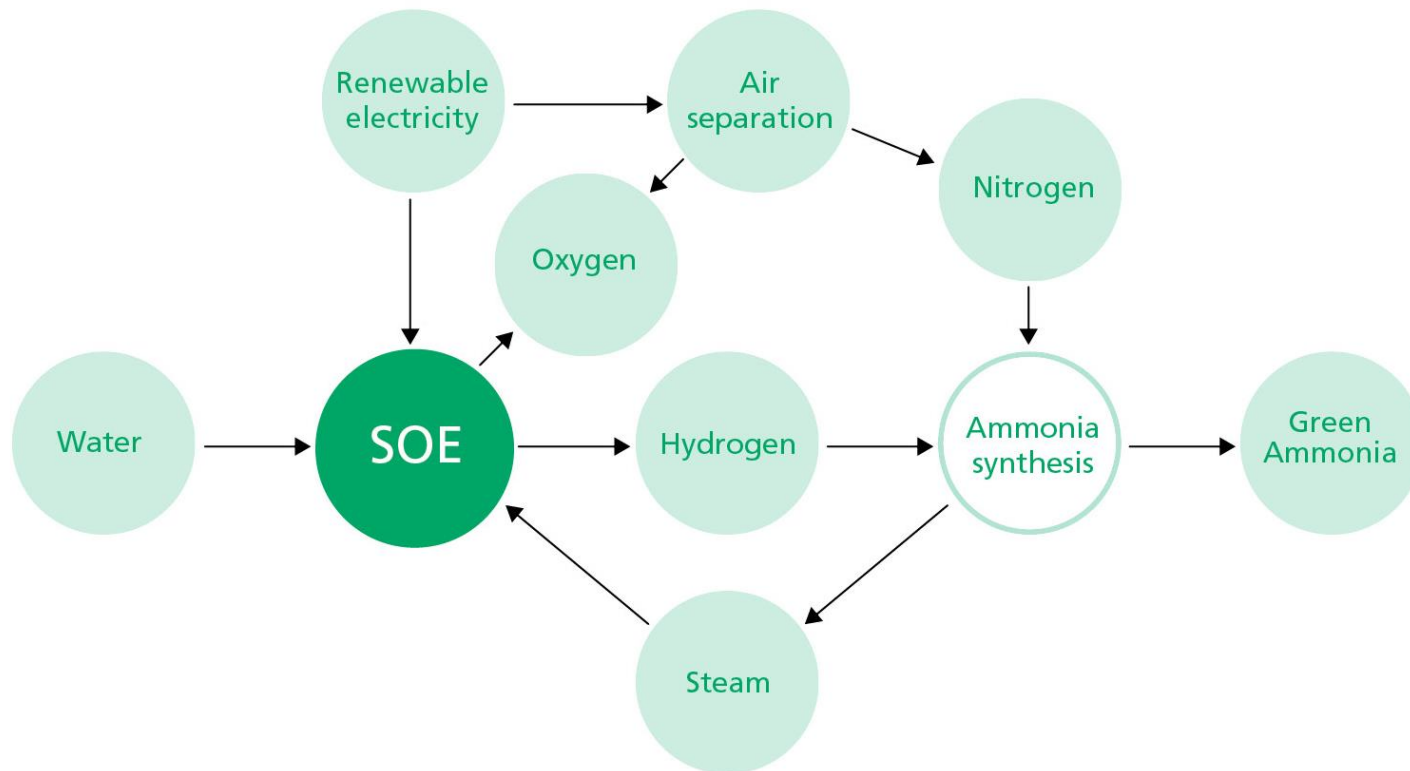 Renewable
electricity
Air
separation
Nitrogen
Oxygen
Water
SOE
Hydrogen
Ammonia
synthesis
Green
Ammonia
Steam